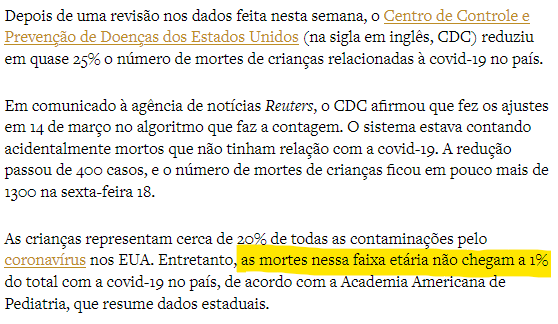 Depois de uma revisão nos dados feita nesta semana, o Centro de Controle e
Prevenção de Doenças dos Estados Unidos (na sigla em inglês, CDC) reduziu
em quase 25% o número de mortes de crianças relacionadas à covid-19 no país.
Em comunicado à agência de notícias Reuters, o CDC afirmou que fez os ajustes
em 14 de março no algoritmo que faz a contagem. O sistema estava contando
acidentalmente mortos que não tinham relação com a covid-19. A redução
passou de 400 casos, e o número de mortes de crianças ficou em pouco mais de
1300 na sexta-feira 18.
As crianças representam cerca de 20% de todas as contaminações pelo
coronavírus nos EUA. Entretanto, as mortes nessa faixa etária não chegam a 1%
do total com a covid-19 no país, de acordo com a Academia Americana de
Pediatria, que resume dados estaduais.